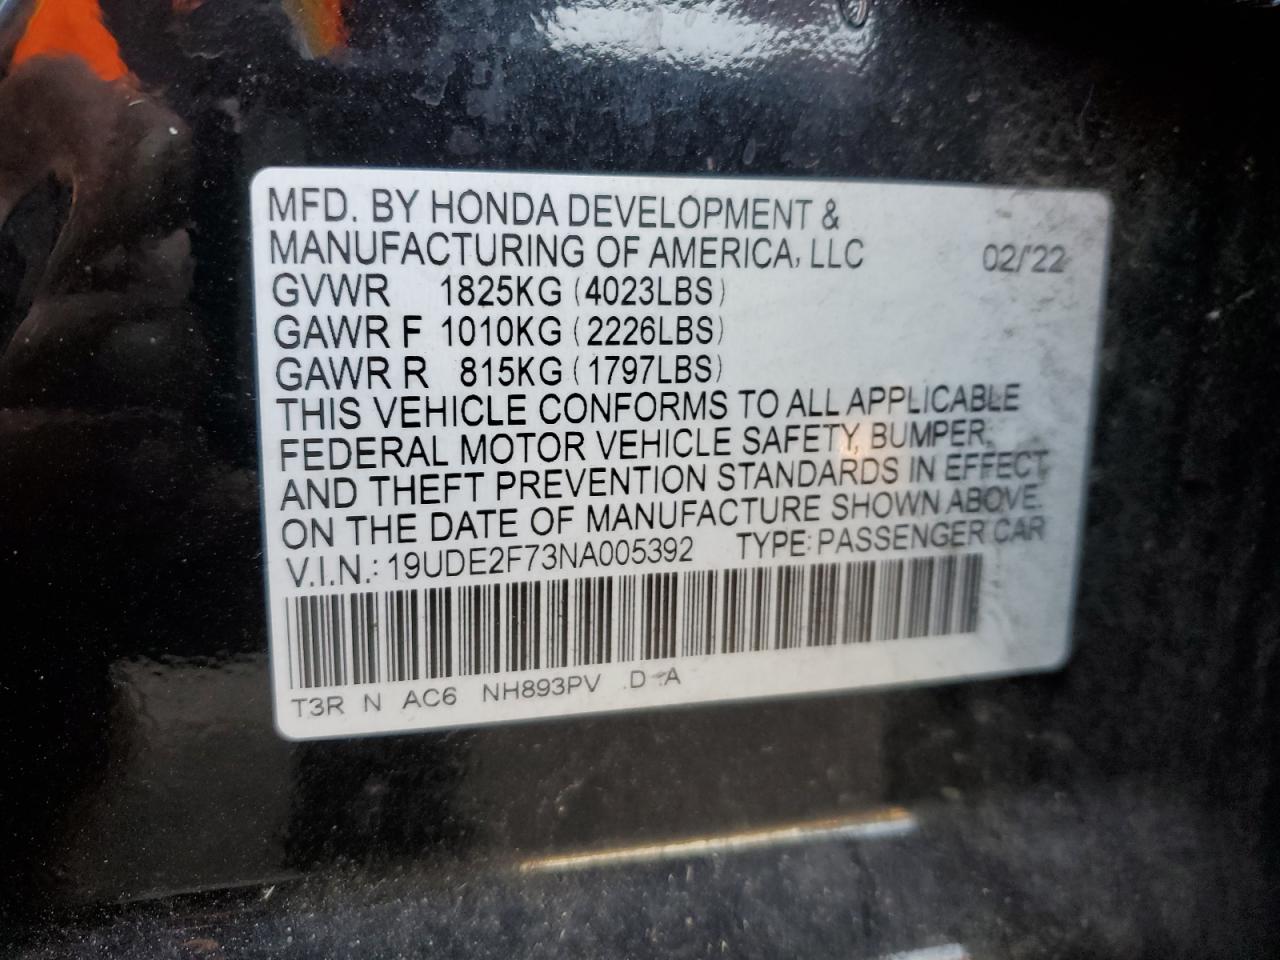 MFD. BY HONDA DEVELOPMENT &
MANUFACTURING OF AMERICA, LLC 02/'22
GVWR 1825KG (4023LBS)
GAWR F 1010KG (2226LBS)
GAWR R 815KG (1797LBS)
THIS VEHICLE CONFORMS TO ALL APPLICABLE
FEDERAL MOTOR VEHICLE SAFETY, BUMPER,
AND THEFT PREVENTION STANDARDS IN EFFECT
ON THE DATE OF MANUFACTURE SHOWN ABOVE.
V.I.N.: 19UDE2F73NA005392 TYPE: PASSENGER CAR
T3R N AC6 NH893PV D A